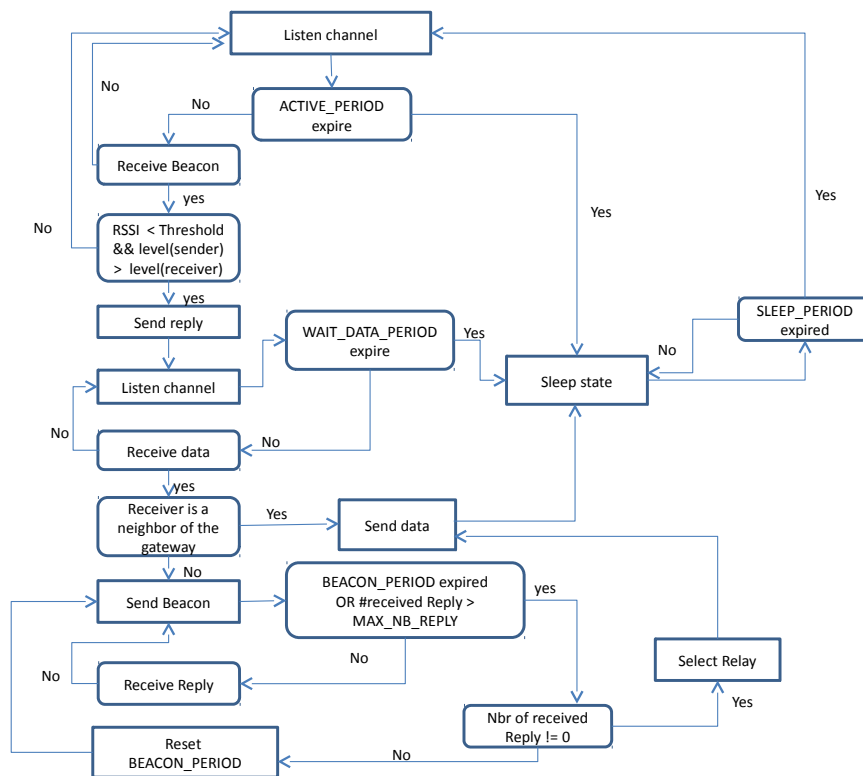 Listen channel
No
No
No
ACTIVE_PERIOD
expire
Receive Beacon
yes
Yes
Yes
No
RSSI < Threshold
&& level(sender)
> level(receiver)
yes
Send reply
WAIT_DATA_PERIOD
expire
Yes
SLEEP_PERIOD
expired
No
Listen channel
Sleep state
No
Receive data
No
yes
Receiver is a
neighbor of the
gateway
Yes
Send data
No
Send Beacon
BEACON_PERIOD expired
OR #received Reply >
MAX_NB_REPLY
yes
No
No
Receive Reply
Select Relay
Yes
Nbr of received
Reply != 0
Reset
BEACON_PERIOD
No